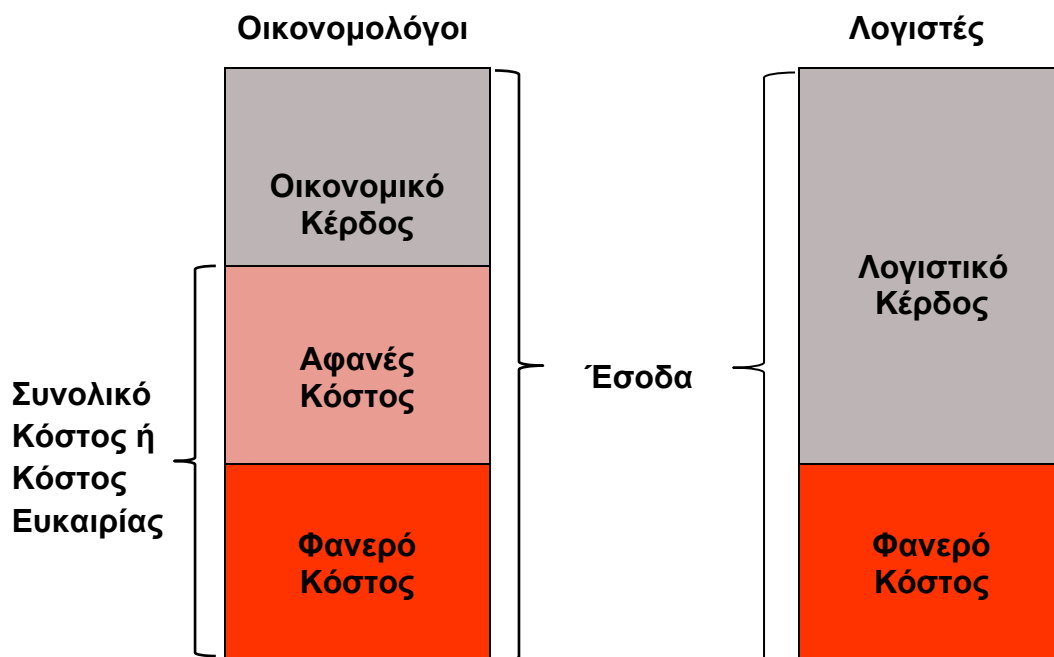 Οικονομολόγοι
Λογιστές
Οικονομικό
Κέρδος
Λογιστικό
Κέρδος
Αφανές
Κόστος
Έσοδα
Συνολικό
Κόστος ή
Κόστος
Ευκαιρίας
Φανερό
Κόστος
Φανερό
Κόστος